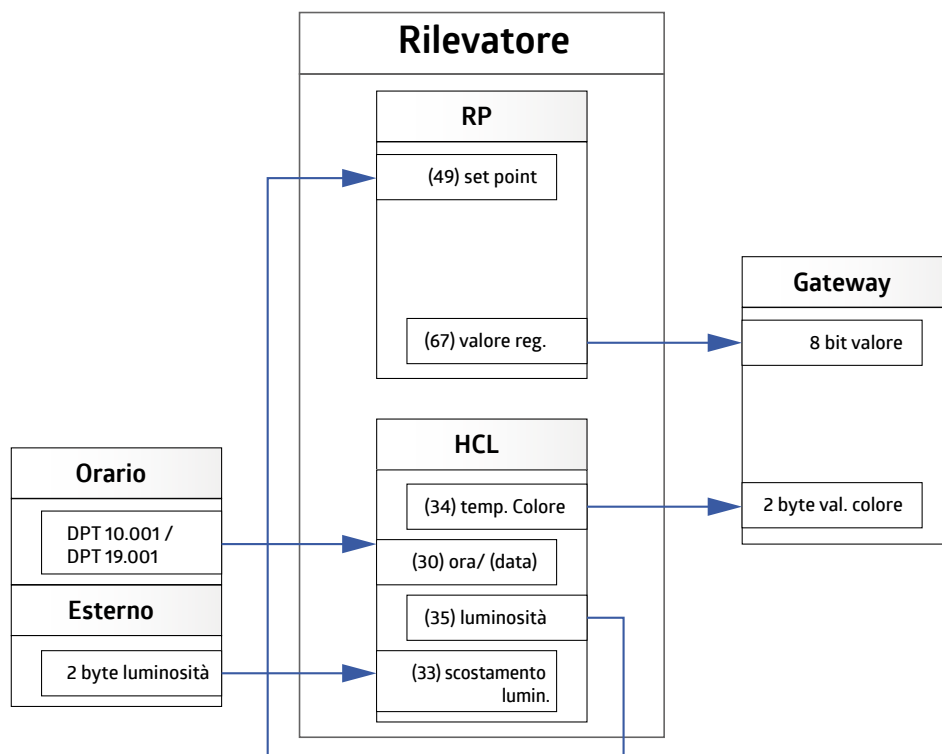 Rilevatore
RP
(49) set point
(67) valore reg.
Gateway
8 bit valore
2 byte val. colore
HCL
(34) temp. Colore
(30) ora/ (data)
(35) luminosità
(33) scostamento
lumin.
Orario
DPT 10.001 /
DPT 19.001
Esterno
2 byte luminosità